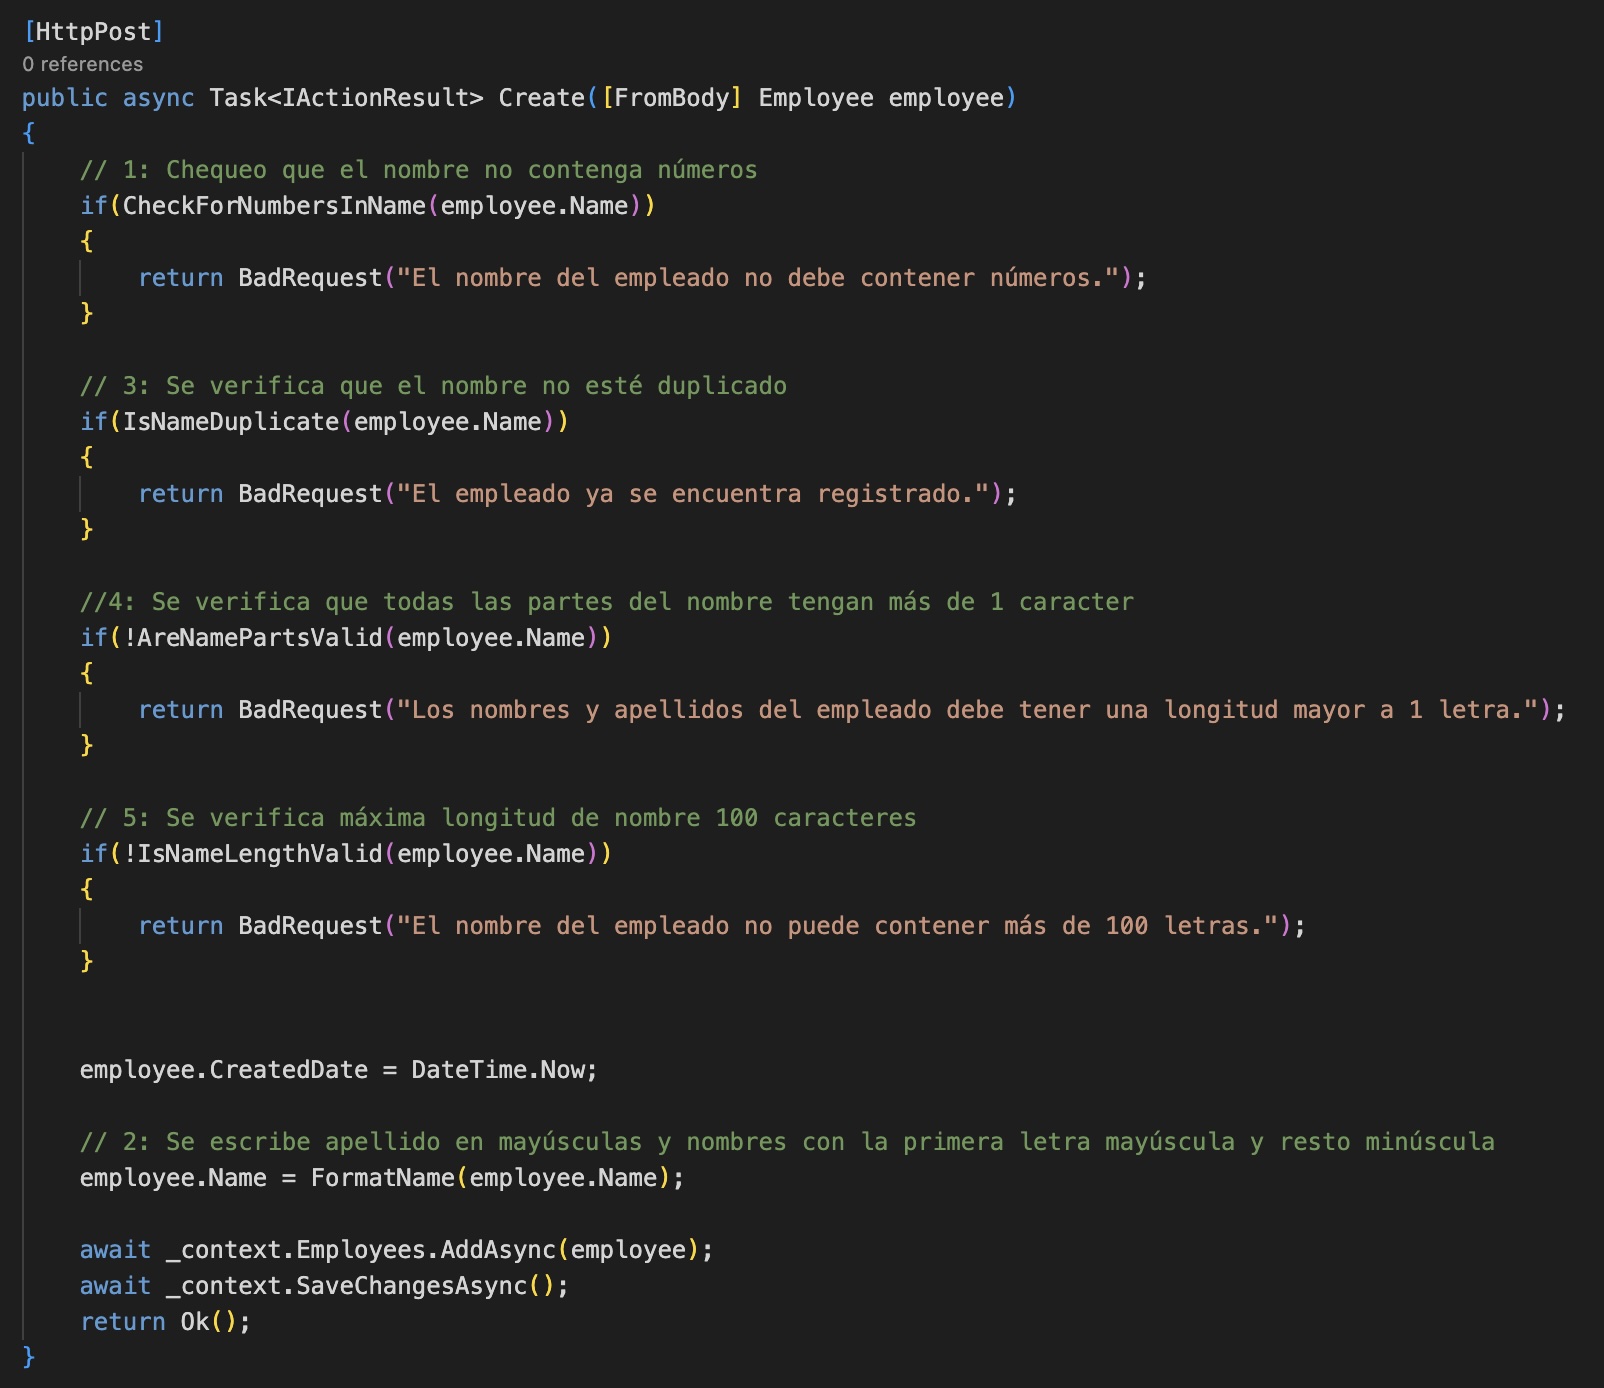 [HttpPost]
0 references
public async Task<IActionResult> Create([FromBody] Employee employee)
{
    // 1: Chequeo que el nombre no contenga números
    if(CheckForNumbersInName(employee.Name))
    {
        return BadRequest("El nombre del empleado no debe contener números.");
    }

    // 3: Se verifica que el nombre no esté duplicado
    if(IsNameDuplicate(employee.Name))
    {
        return BadRequest("El empleado ya se encuentra registrado.");
    }

    //4: Se verifica que todas las partes del nombre tengan más de 1 caracter
    if(!AreNamePartsValid(employee.Name))
    {
        return BadRequest("Los nombres y apellidos del empleado debe tener una longitud mayor a 1 letra.");
    }

    // 5: Se verifica máxima longitud de nombre 100 caracteres
    if(!IsNameLengthValid(employee.Name))
    {
        return BadRequest("El nombre del empleado no puede contener más de 100 letras.");
    }


    employee.CreatedDate = DateTime.Now;

    // 2: Se escribe apellido en mayúsculas y nombres con la primera letra mayúscula y resto minúscula
    employee.Name = FormatName(employee.Name);

    await _context.Employees.AddAsync(employee);
    await _context.SaveChangesAsync();
    return Ok();
}